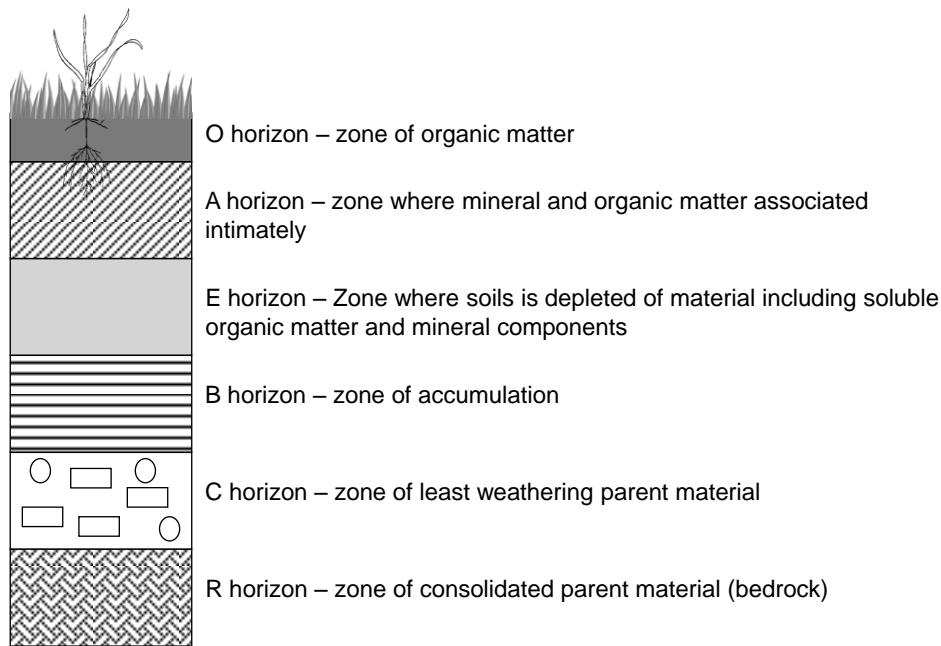 O horizon – zone of organic matter
A horizon – zone where mineral and organic matter associated
intimately
E horizon – Zone where soils is depleted of material including soluble
organic matter and mineral components
B horizon – zone of accumulation
C horizon – zone of least weathering parent material
R horizon – zone of consolidated parent material (bedrock)